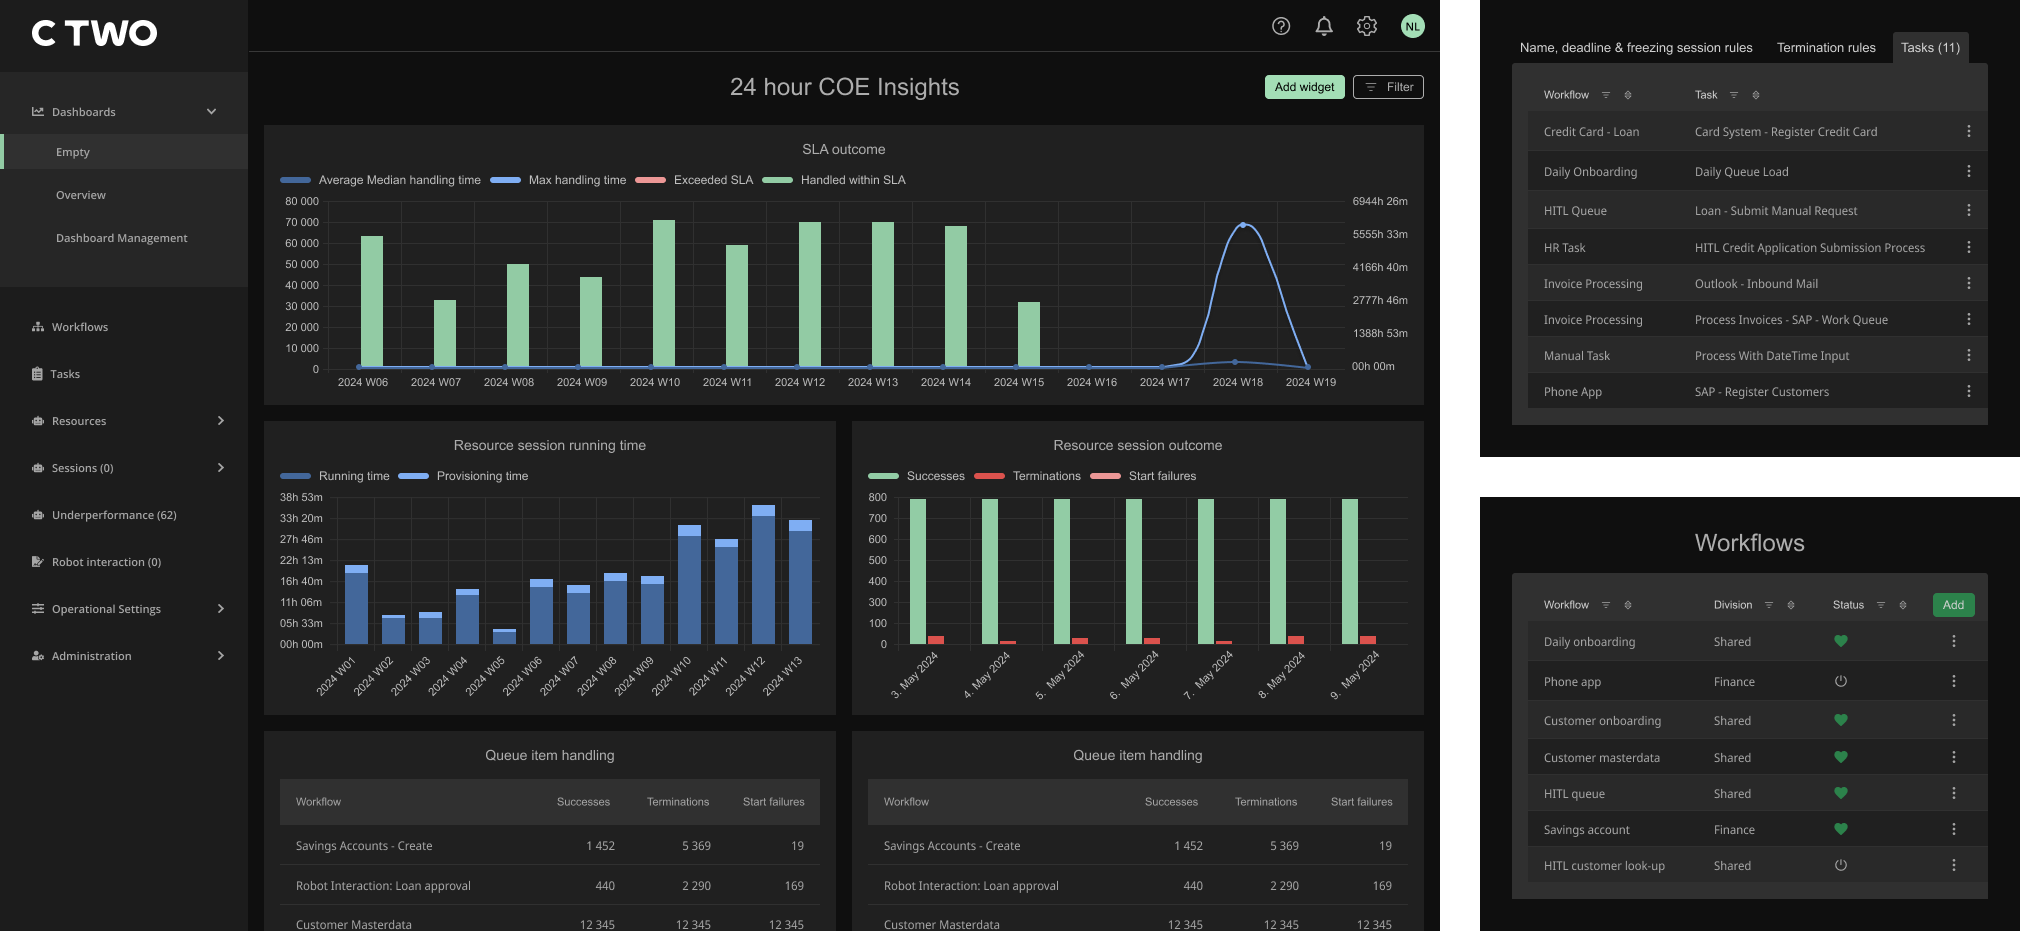 C TWO
Dashboards
Empty
Overview
Dashboard Management
Workflows
Tasks
Resources
Sessions (0)
Underperformance (62)
Robot interaction (0)
Operational Settings
Administration
NL
24 hour COE Insights
Add widget
Filter
SLA outcome
Average Median handling time Max handling time Exceeded SLA Handled within SLA
80 000 6944h 26m
70 000
60 000 5555h 33m
50 000 4166h 40m
40 000
30 000 2777h 46m
20 000
10 000 1388h 53m
0 00h 00m
2024 W06 2024 W07 2024 W08 2024 W09 2024 W10 2024 W11 2024 W12 2024 W13 2024 W14 2024 W15 2024 W16 2024 W17 2024 W18 2024 W19
Resource session running time
Running time Provisioning time
38h 53m
33h 20m
27h 46m
22h 13m
16h 40m
11h 06m
05h 33m
00h 00m
2024 W01 2024 W02 2024 W03 2024 W04 2024 W05 2024 W06 2024 W07 2024 W08 2024 W09 2024 W10 2024 W11 2024 W12 2024 W13
Resource session outcome
Successes Terminations Start failures
800
700
600
500
400
300
100
0
3. May 2024 4. May 2024 5. May 2024 6. May 2024 7. May 2024 8. May 2024 9. May 2024
Queue item handling
Workflow Successes Terminations Start failures
Savings Accounts - Create 1 452 5 369 19
Robot Interaction: Loan approval 440 2 290 169
Customer Masterdata 12 345 12 345 12 345
Queue item handling
Workflow Successes Terminations Start failures
Savings Accounts - Create 1 452 5 369 19
Robot Interaction: Loan approval 440 2 290 169
Customer Masterdata 12 345 12 345 12 345
Name, deadline & freezing session rules Termination rules Tasks (11)
Workflow Task
Credit Card - Loan Card System - Register Credit Card
Daily Onboarding Daily Queue Load
HITL Queue Loan - Submit Manual Request
HR Task HITL Credit Application Submission Process
Invoice Processing Outlook - Inbound Mail
Invoice Processing Process Invoices - SAP - Work Queue
Manual Task Process With DateTime Input
Phone App SAP - Register Customers
Workflows
Workflow Division Status Add
Daily onboarding Shared
Phone app Finance
Customer onboarding Shared
Customer masterdata Shared
HITL queue Shared
Savings account Finance
HITL customer look-up Shared